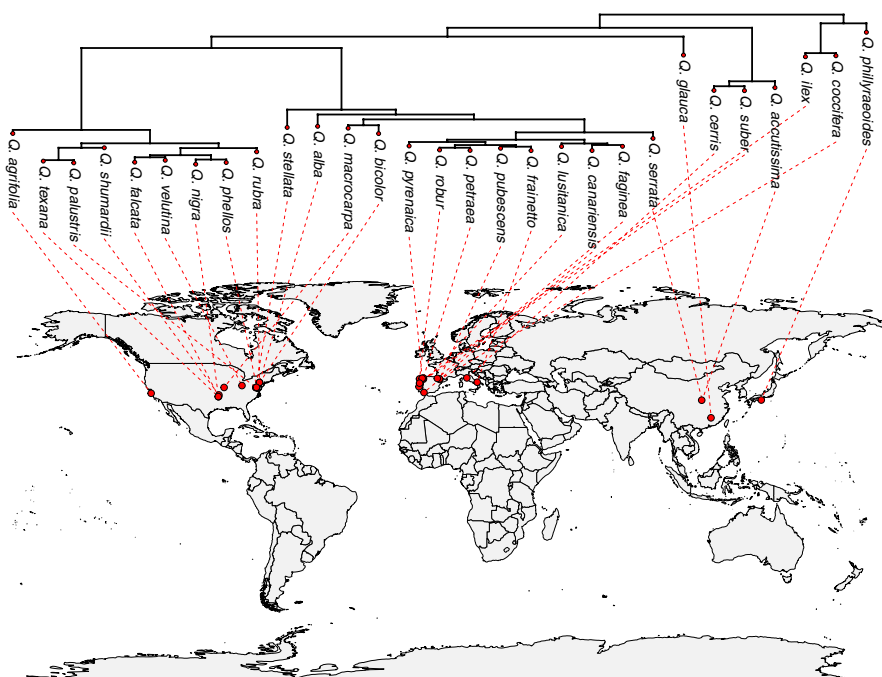 Q. agrifolia
Q. texana
Q. palustris
Q. shumardii
Q. falcata
Q. velutina
Q. nigra
Q. phellos
Q. rubra
Q. stellata
Q. alba
Q. macrocarpa
Q. bicolor
Q. pyrenaica
Q. robur
Q. petraea
Q. pubescens
Q. frainetto
Q. lusitanica
Q. canariensis
Q. faginea
Q. serrata
Q. glauca
Q. cerris
Q. suber
Q. accutissima
Q. ilex
Q. coccifera
Q. phillyraeoides